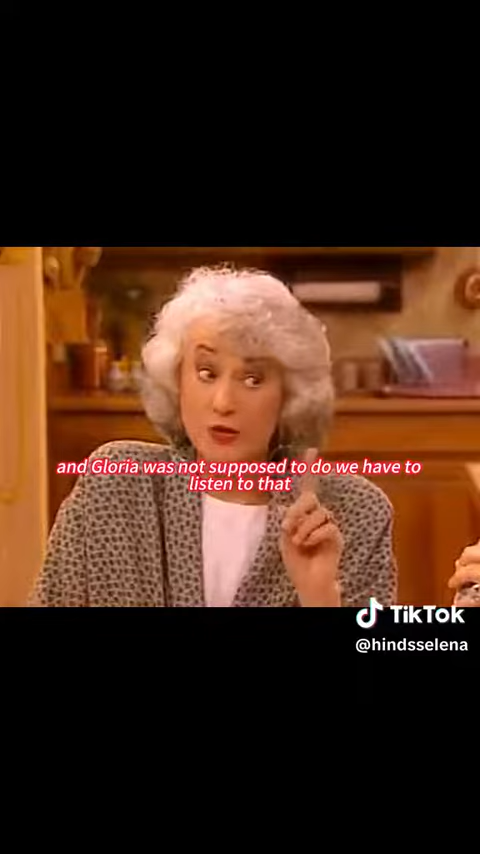 and Gloria was not supposed to do we have to
listen to that
TikTok
@hindsselena